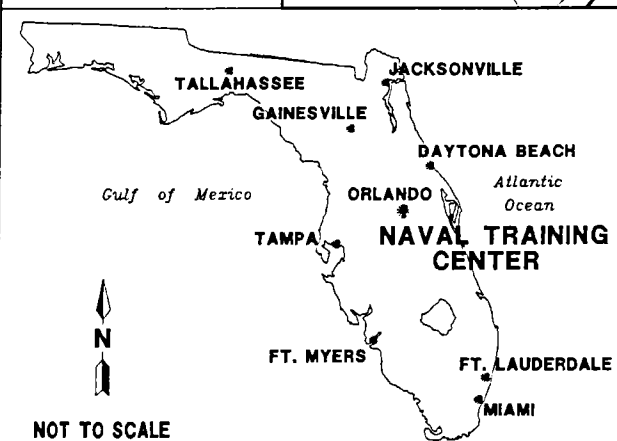 JACKSONVILLE
TALLAHASSEE
GAINESVILLE
DAYTONA BEACH
Gulf of Mexico
ORLANDO
Atlantic
Ocean
TAMPA
NAVAL TRAINING
CENTER
N
FT. MYERS
FT. LAUDERDALE
MIAMI
NOT TO SCALE